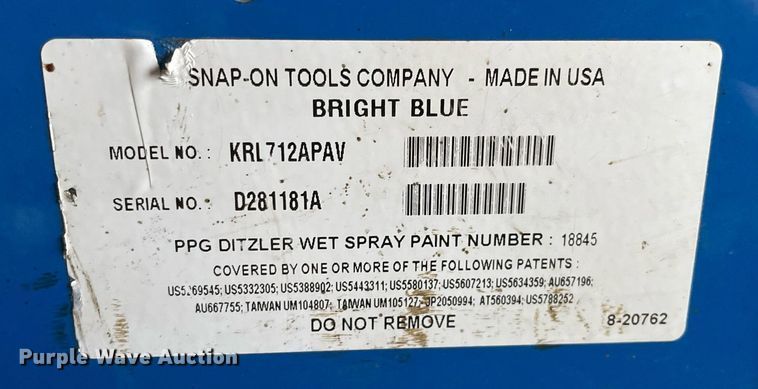 SNAP-ON TOOLS COMPANY - MADE IN USA
BRIGHT BLUE
MODEL NO. : KRL712APAV
SERIAL NO. : D281181A
PPG DITZLER WET SPRAY PAINT NUMBER : 18845
COVERED BY ONE OR MORE OF THE FOLLOWING PATENTS :
US5269545; US5332305; US5388902; US5443311; US5580137; US5607213; US5634359; AU657196;
AU667755; TAIWAN UM104807; TAIWAN UM105127; JP2050994; AT560394; US5788252
DO NOT REMOVE 8-20762
Purple Wave Auction